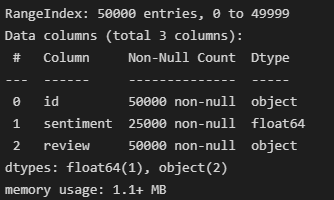 RangeIndex: 50000 entries, 0 to 49999
Data columns (total 3 columns):
 #   Column     Non-Null Count  Dtype
---  ------     --------------  -----
 0   id         50000 non-null  object
 1   sentiment  25000 non-null  float64
 2   review     50000 non-null  object
dtypes: float64(1), object(2)
memory usage: 1.1+ MB